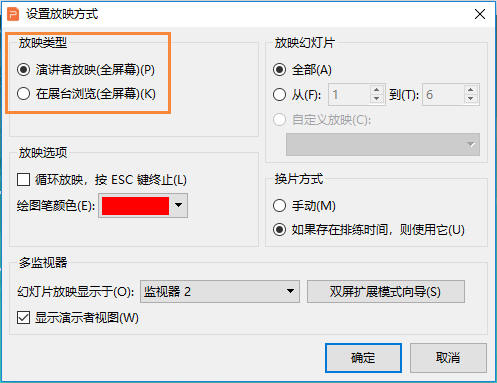 设置放映方式
放映类型
演讲者放映(全屏幕)(P)
在展台浏览(全屏幕)(K)
放映幻灯片
全部(A)
从(F): 1 到(T): 6
自定义放映(C):
放映选项
循环放映，按 ESC 键终止(L)
绘图笔颜色(E):
换片方式
手动(M)
如果存在排练时间，则使用它(U)
多监视器
幻灯片放映显示于(O): 监视器 2 双屏扩展模式向导(S)
显示演示者视图(W)
确定 取消